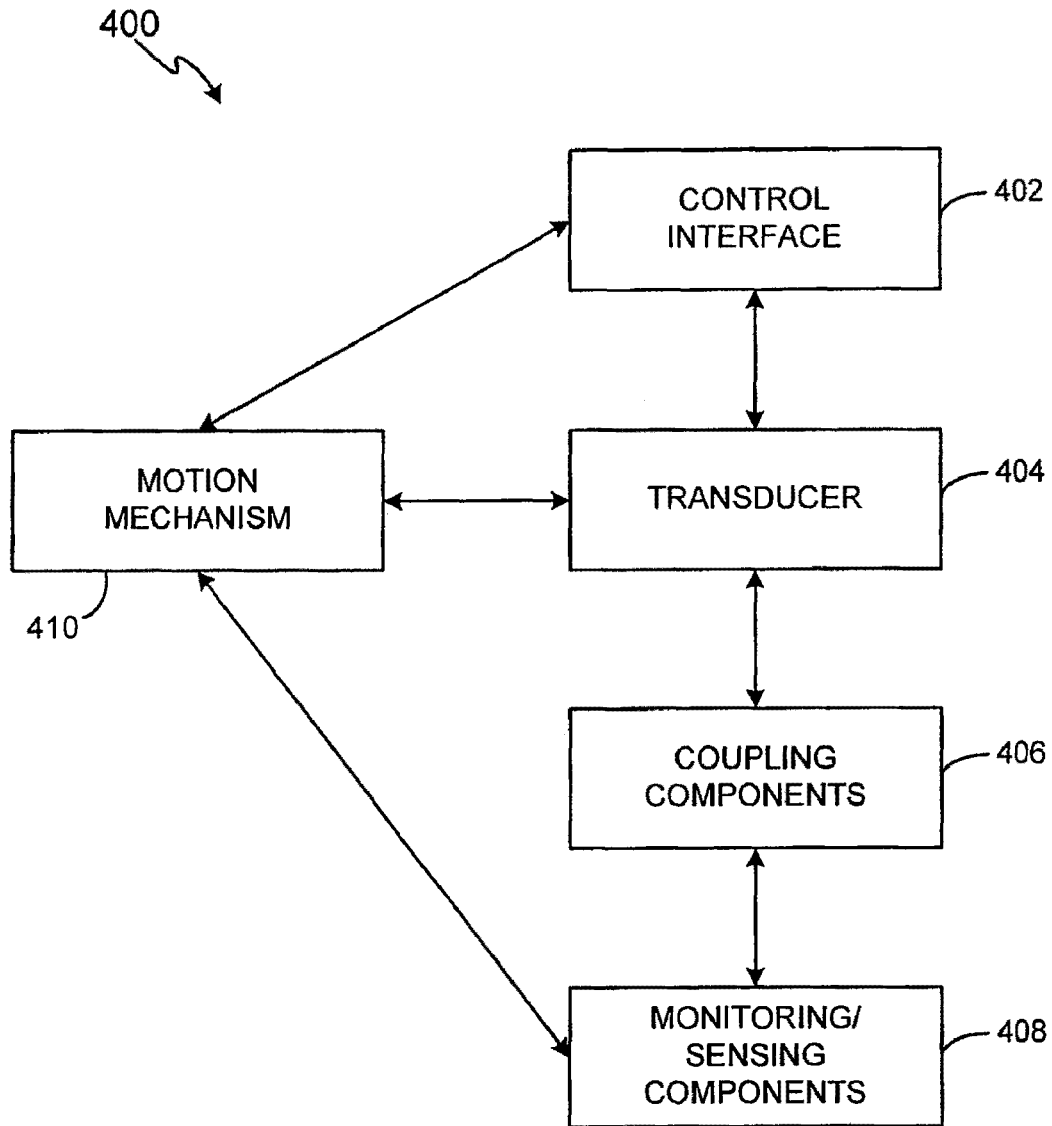 400
CONTROL
INTERFACE
402
MOTION
MECHANISM
410
TRANSDUCER
404
COUPLING
COMPONENTS
406
MONITORING/
SENSING
COMPONENTS
408